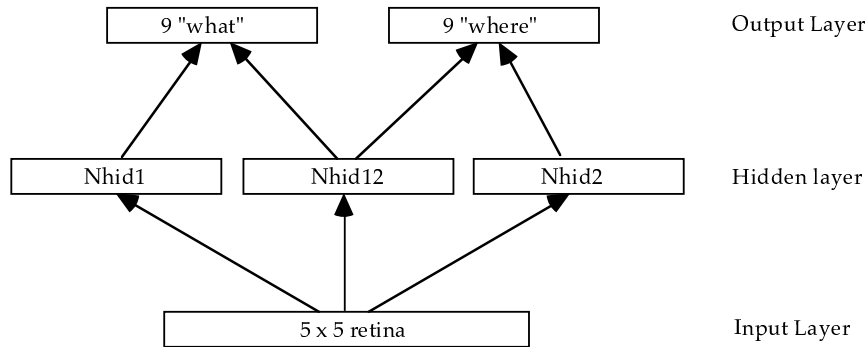 9 "what" 9 "where" Output Layer
Nhid1 Nhid12 Nhid2 Hidden layer
5 x 5 retina Input Layer